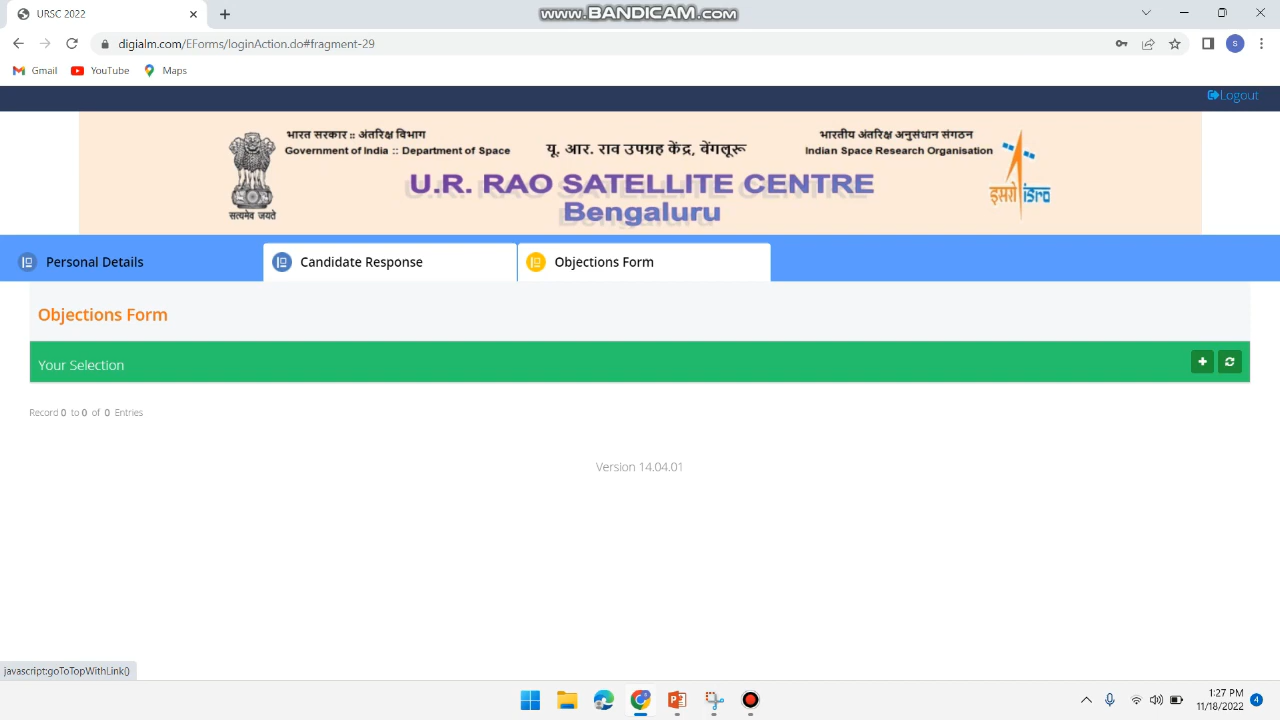 URSC 2022
www.BANDICAM.com
digialm.com/EForms/loginAction.do#fragment-29
S
Gmail
YouTube
Maps
Logout
भारत सरकार :: अंतरिक्ष विभाग
Government of India :: Department of Space
सत्यमेव जयते
यू. आर. राव उपग्रह केंद्र, बेंगलूरू
U.R. RAO SATELLITE CENTRE
Bengaluru
भारतीय अंतरिक्ष अनुसंधान संगठन
Indian Space Research Organisation
इसरो isro
Personal Details
Candidate Response
Objections Form
Objections Form
Your Selection
Record 0 to 0 of 0 Entries
Version 14.04.01
javascript:goToTopWithLink()
1:27 PM
11/18/2022
4